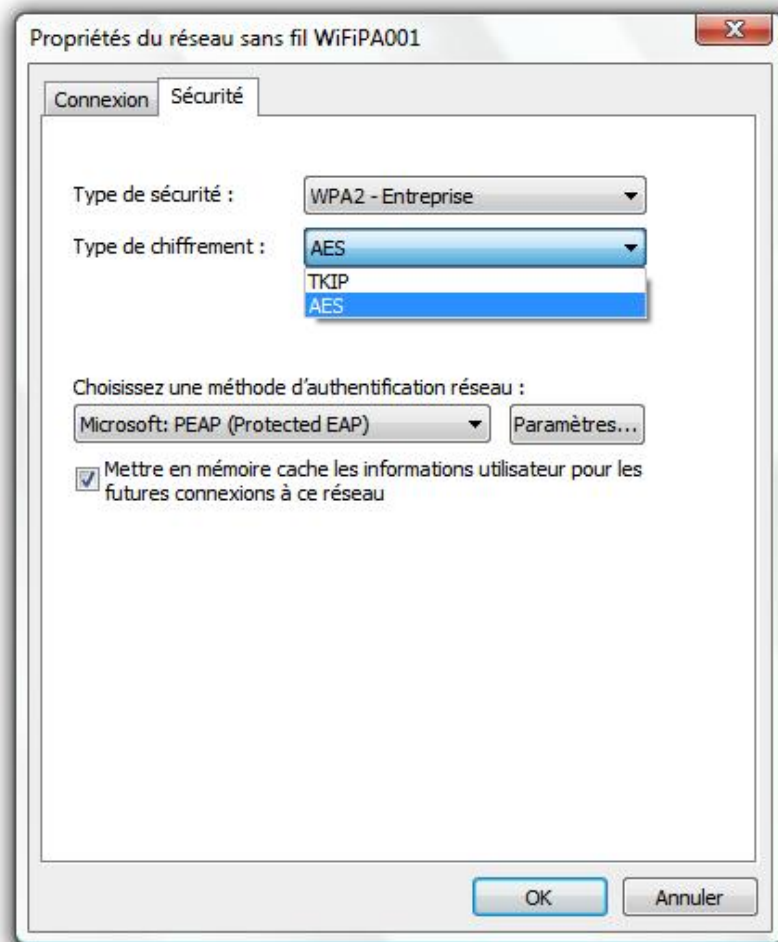 Propriétés du réseau sans fil WiFiPA001
Connexion
Sécurité
Type de sécurité :
WPA2 - Entreprise
Type de chiffrement :
AES
TKIP
AES
Choisissez une méthode d'authentification réseau :
Microsoft: PEAP (Protected EAP)
Paramètres...
Mettre en mémoire cache les informations utilisateur pour les
futures connexions à ce réseau
OK
Annuler